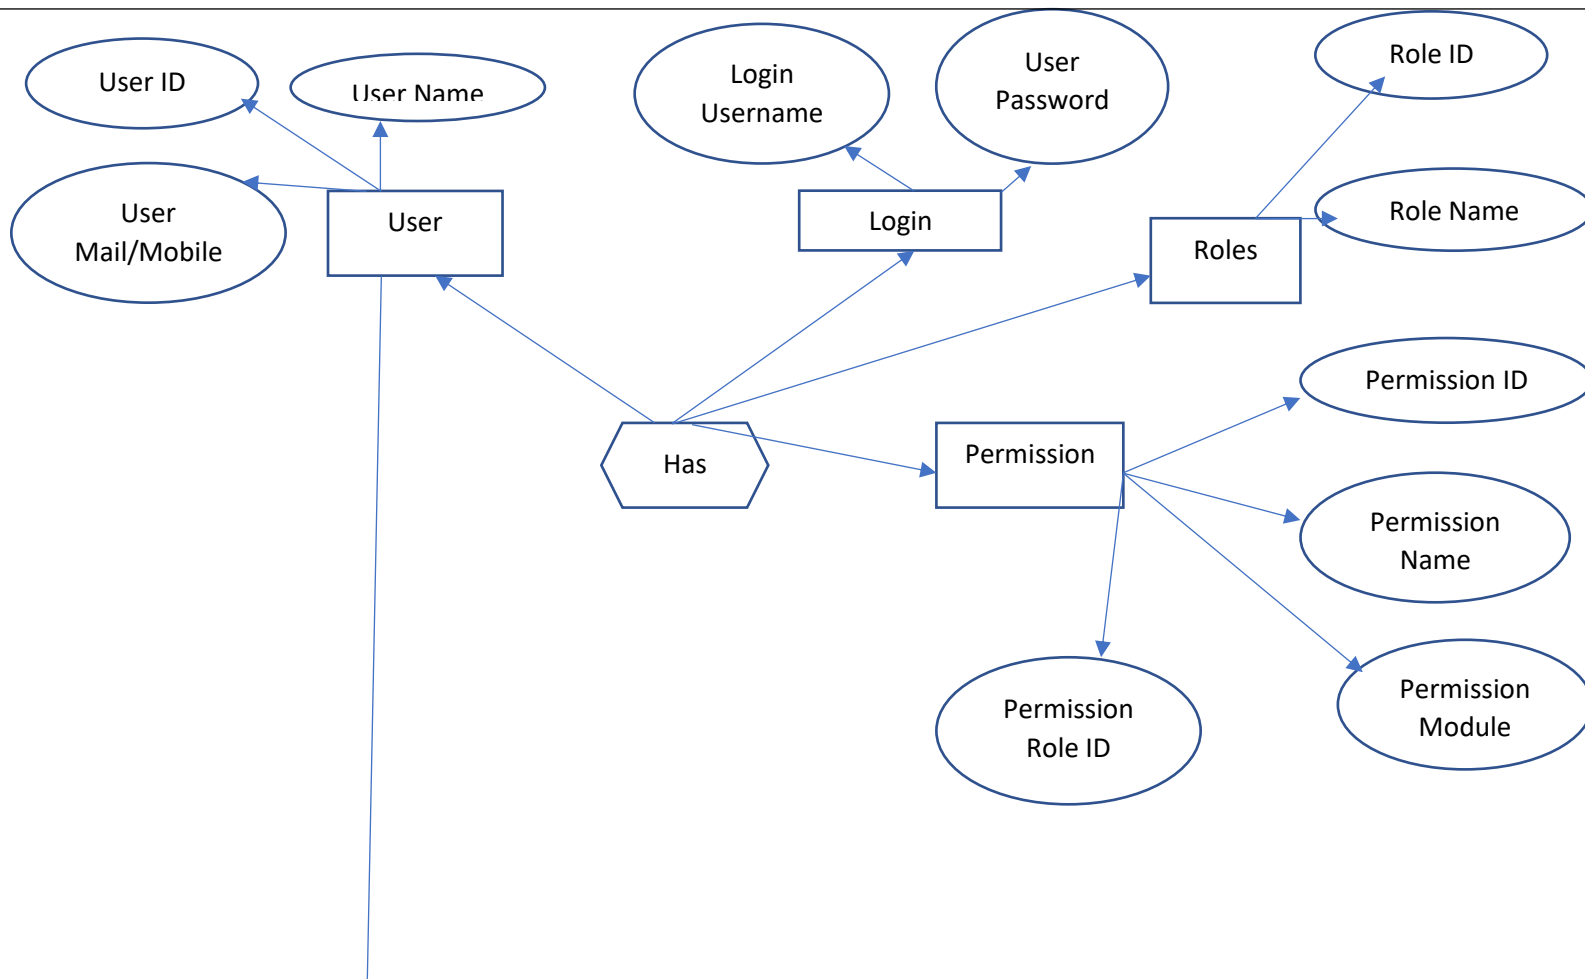 User ID
User Name
Login
Username
User
Password
Role ID
User
Mail/Mobile
User
Login
Roles
Role Name
Has
Permission
Permission ID
Permission
Name
Permission
Role ID
Permission
Module